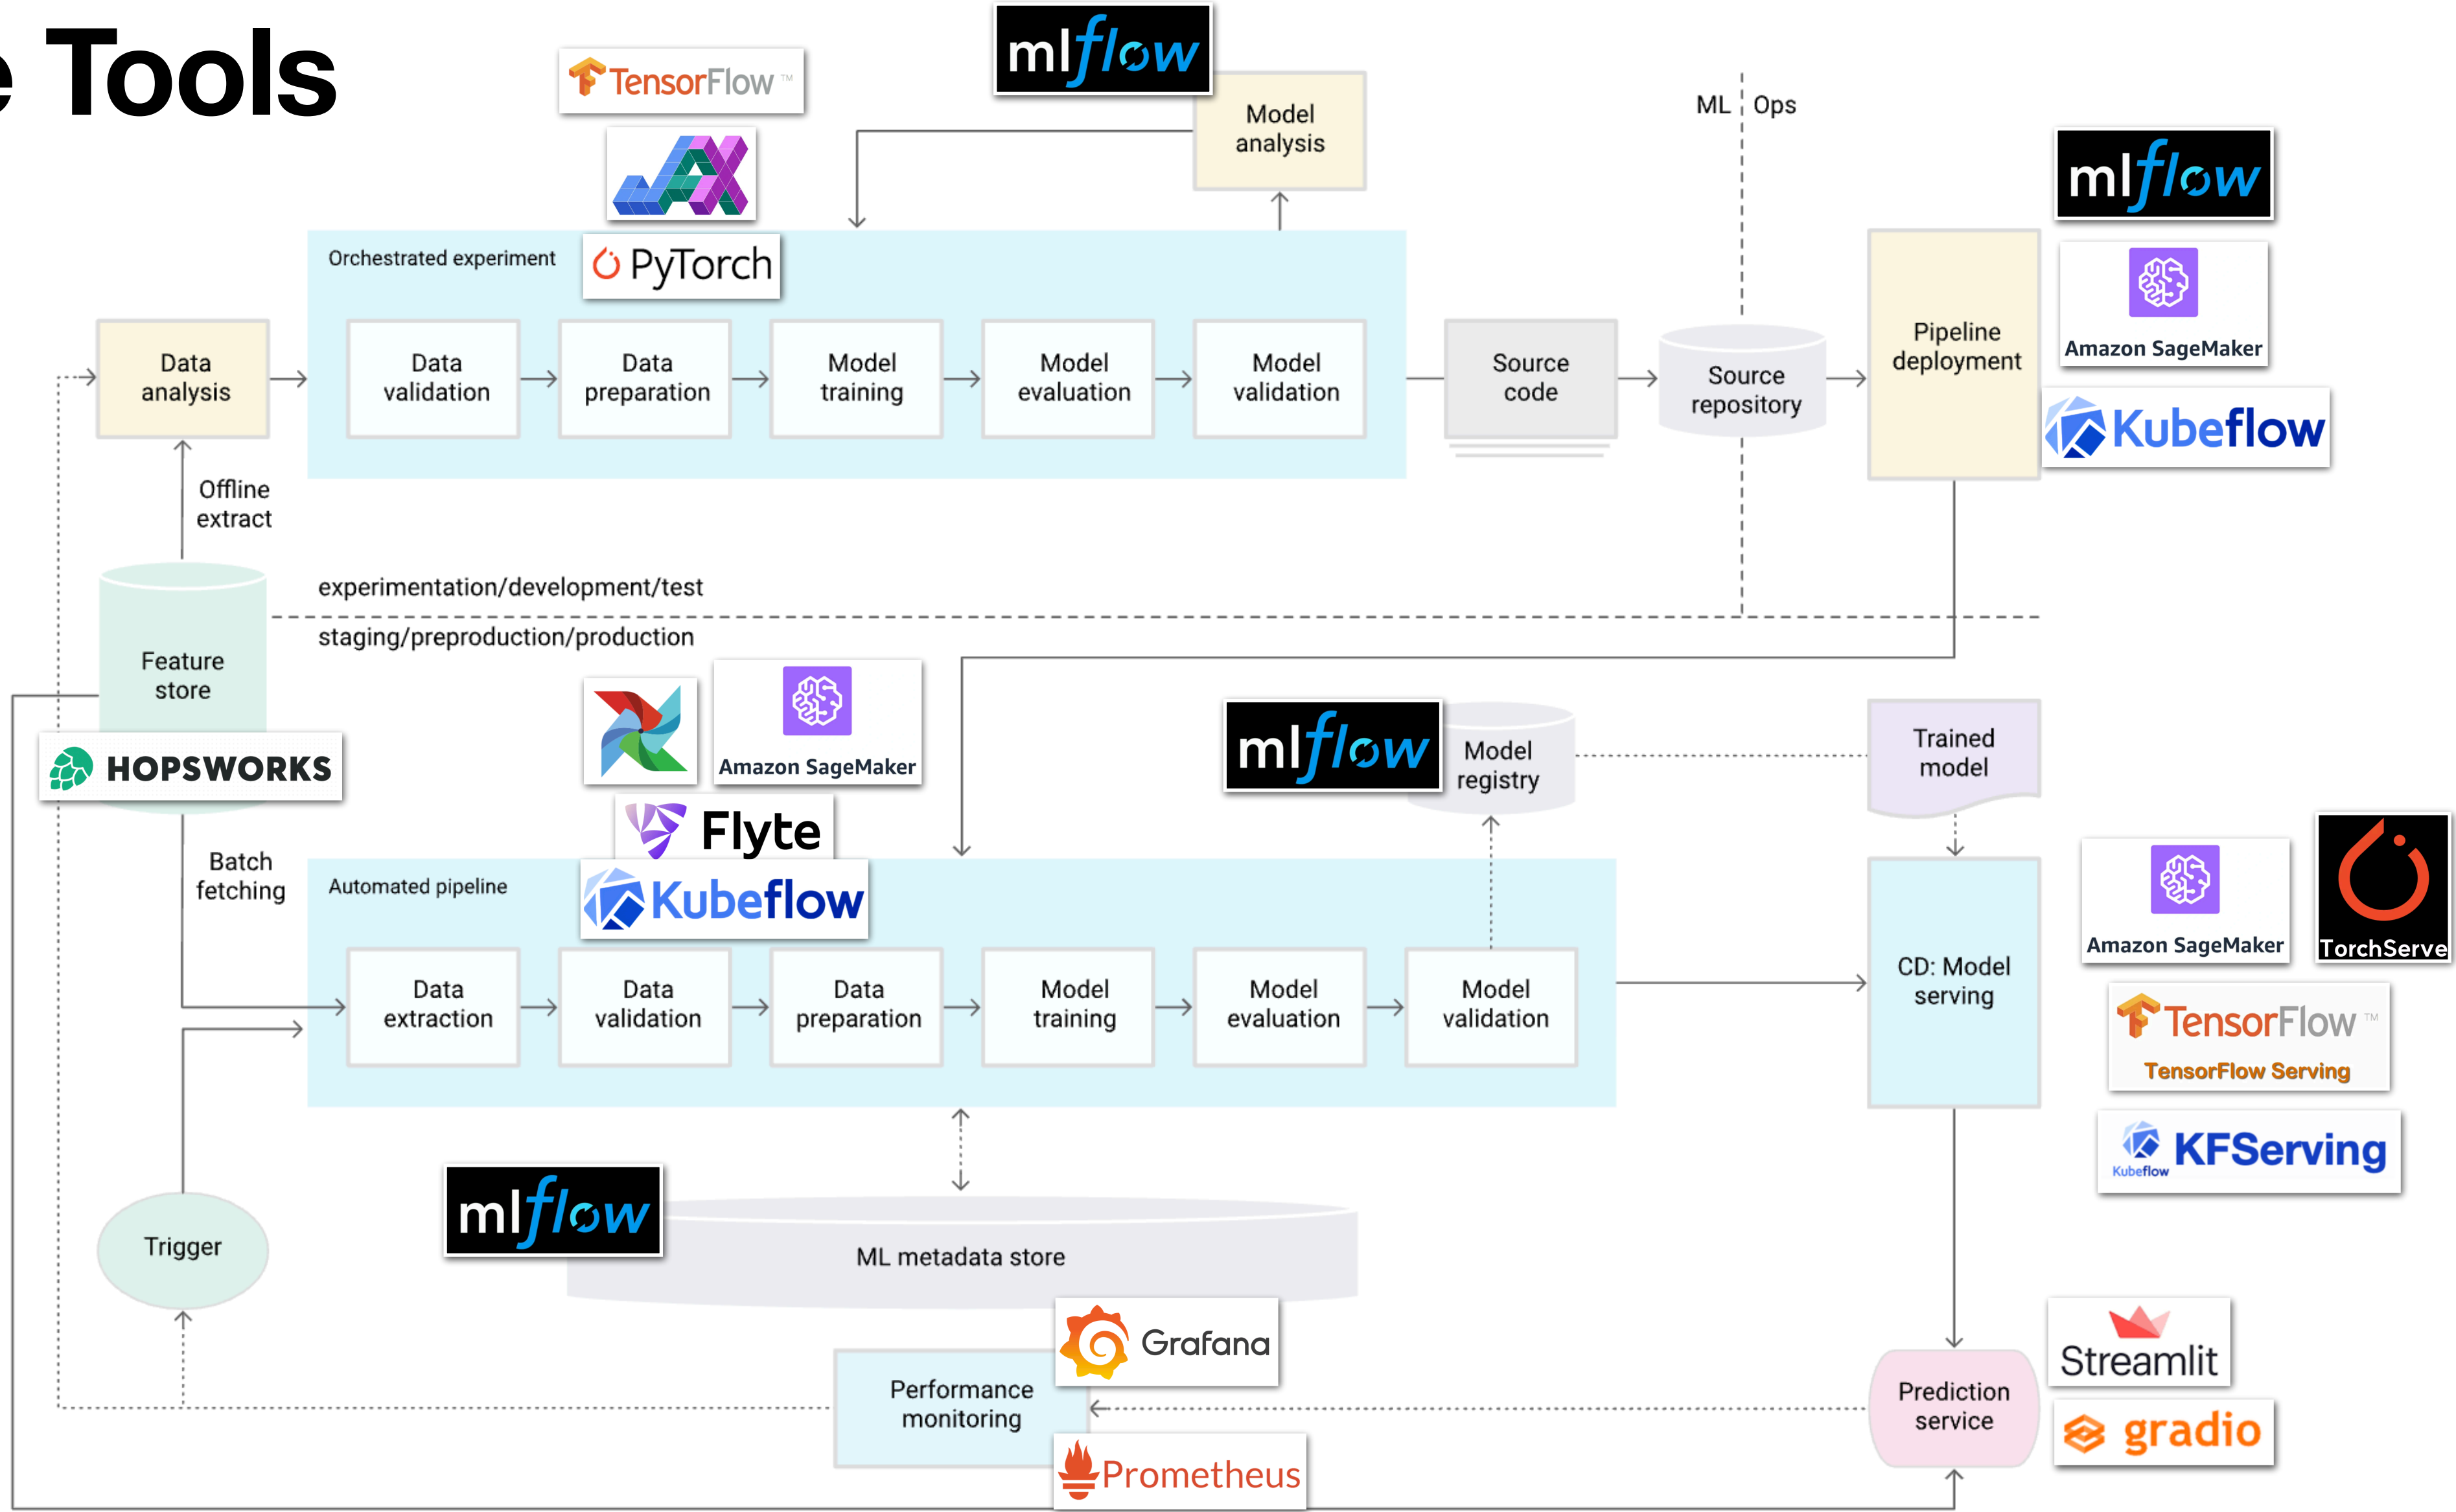 e Tools
TensorFlow ™
JAX
mlflow
Model
analysis
ML
Ops
mlflow
Amazon SageMaker
Kubeflow
Orchestrated experiment
PyTorch
Data
analysis
Data
validation
Data
preparation
Model
training
Model
evaluation
Model
validation
Source
code
Source
repository
Pipeline
deployment
Offline
extract
experimentation/development/test
staging/preproduction/production
Feature
store
HOPSWORKS
Amazon SageMaker
Flyte
Kubeflow
mlflow
Model
registry
Trained
model
Batch
fetching
Automated pipeline
Data
extraction
Data
validation
Data
preparation
Model
training
Model
evaluation
Model
validation
CD: Model
serving
Amazon SageMaker
TorchServe
TensorFlow ™
TensorFlow Serving
Kubeflow
KFServing
Trigger
mlflow
ML metadata store
Grafana
Performance
monitoring
Prometheus
Prediction
service
Streamlit
gradio